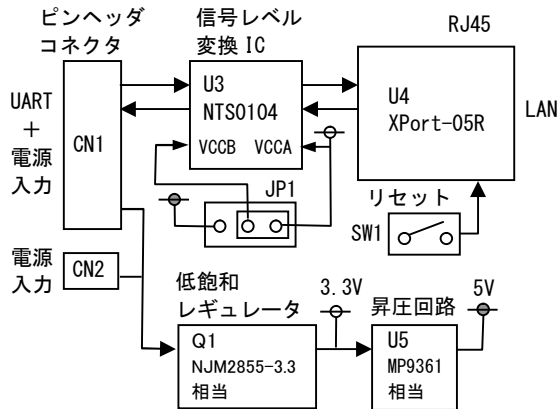 ピンヘッダ
コネクタ
信号レベル
変換 IC
RJ45
UART
＋
電源
入力
CN1
U3
NTS0104
VCCB
VCCA
U4
XPort-05R
LAN
JP1
リセット
SW1
電源
入力
CN2
低飽和
レギュレータ
3.3V
昇圧回路
5V
Q1
NJM2855-3.3
相当
U5
MP9361
相当